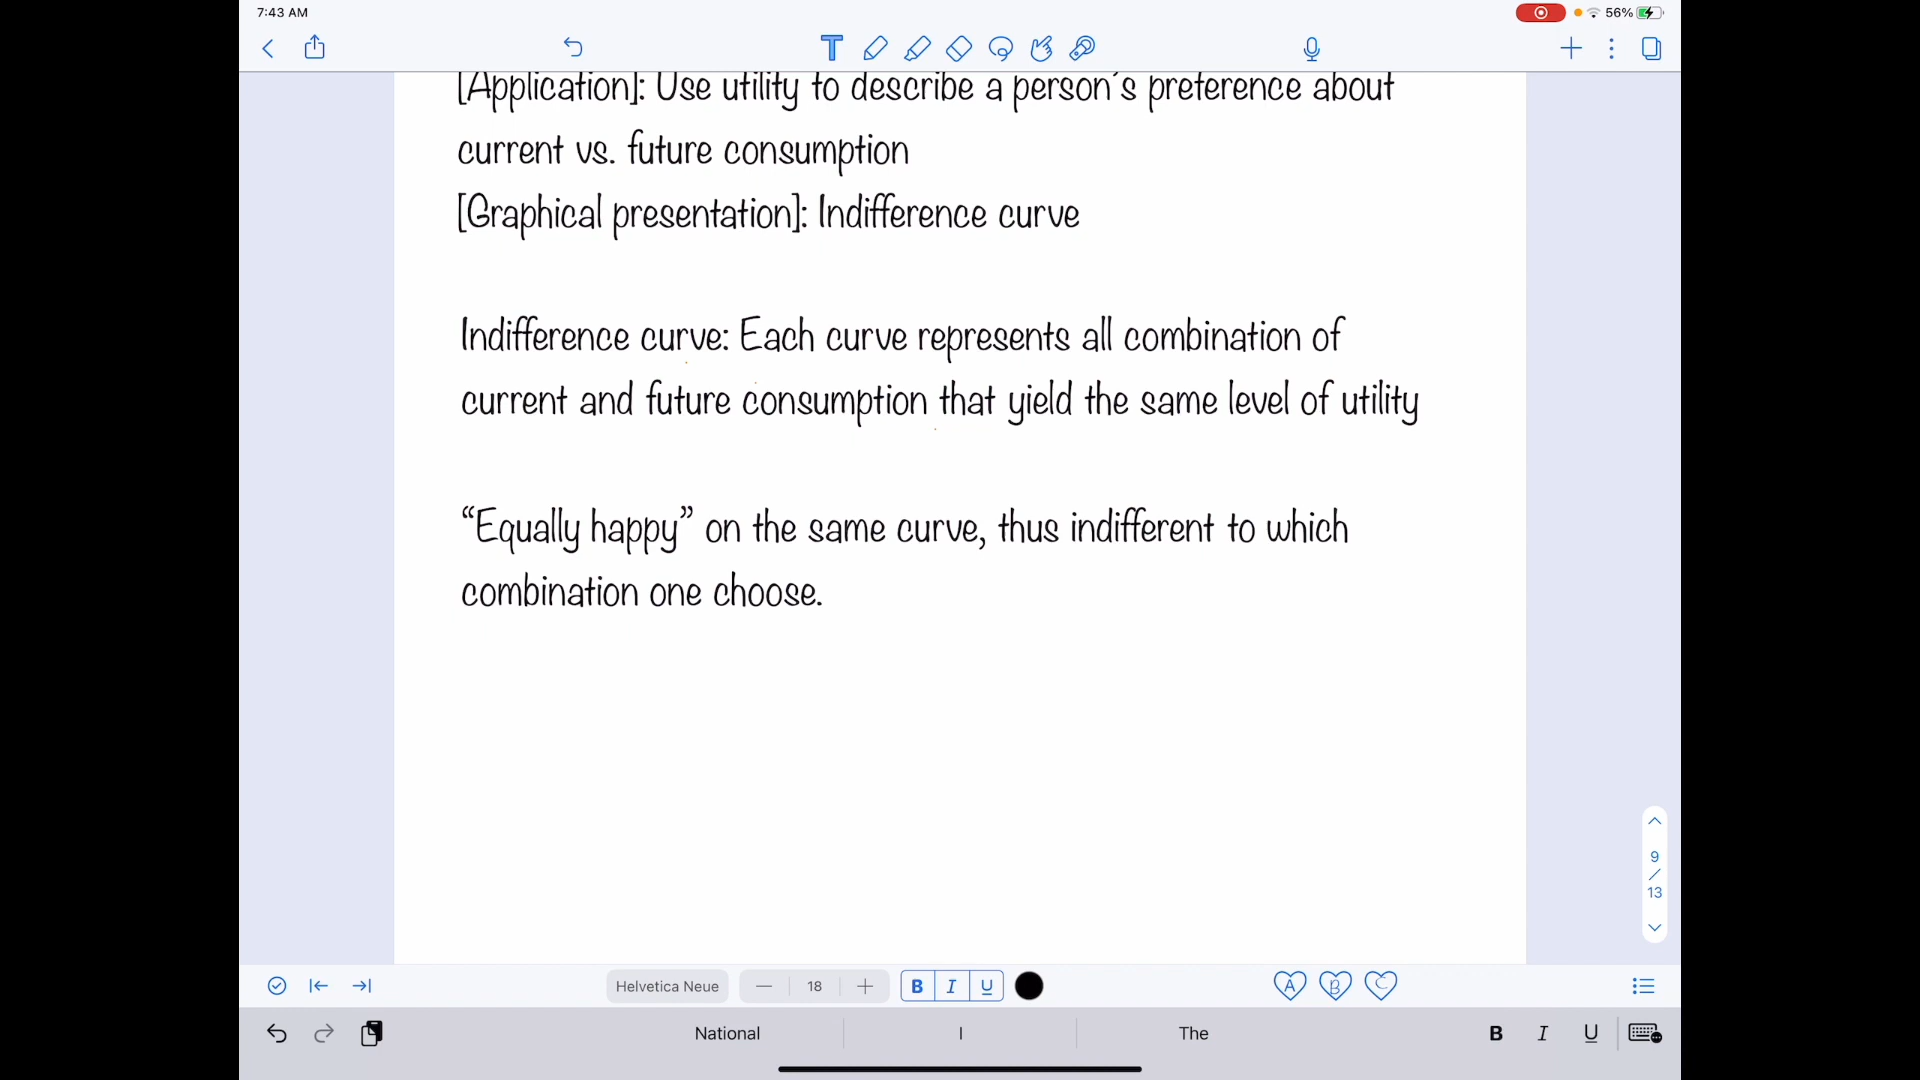 7:43 AM
56%
[Application]: Use utility to describe a person's preference about
current vs. future consumption
[Graphical presentation]: Indifference curve
Indifference curve: Each curve represents all combination of
current and future consumption that yield the same level of utility
“Equally happy” on the same curve, thus indifferent to which
combination one choose.
9
/
13
Helvetica Neue
18
B I U
A B C
National I The
B I U